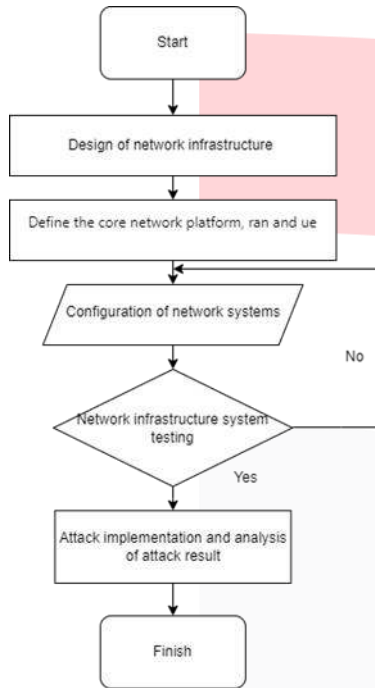 Start
Design of network infrastructure
Define the core network platform, ran and ue
Configuration of network systems
No
Network infrastructure system
testing
Yes
Attack implementation and analysis
of attack result
Finish